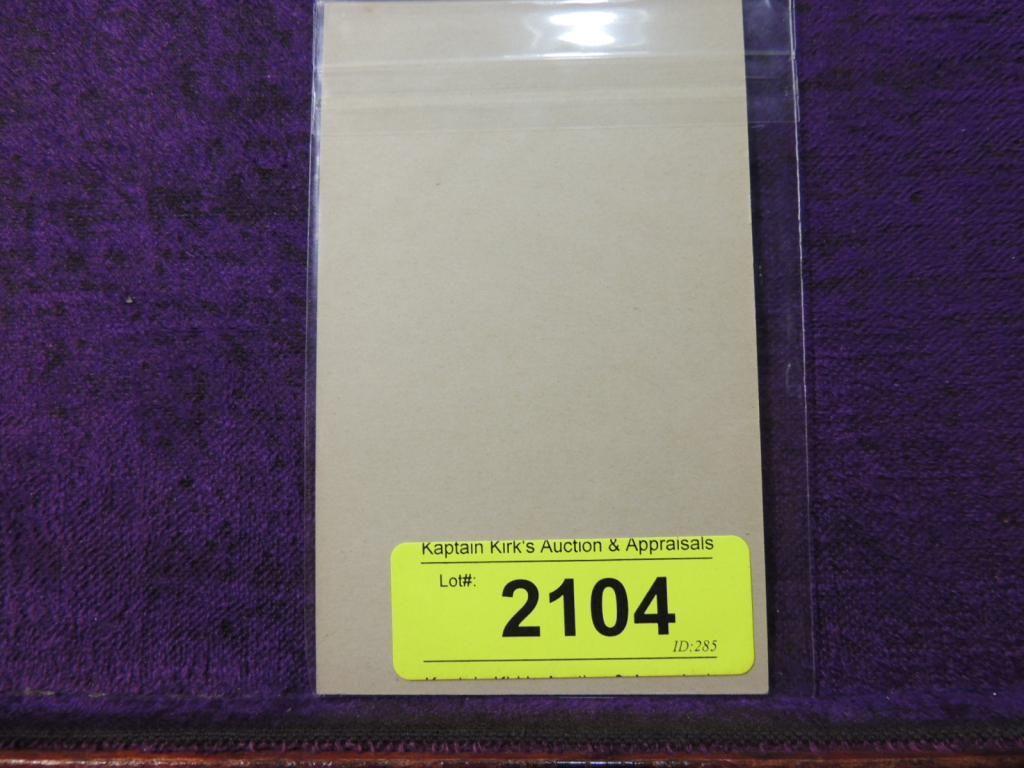 Kaptain Kirk's Auction & Appraisals
Lot#: 2104
ID:285